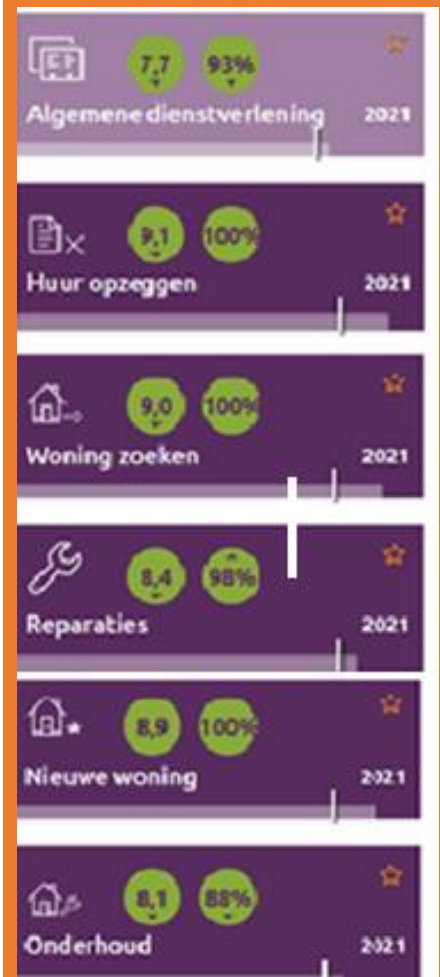 7,7 93%
Algemene dienstverlening 2021
9,1 100%
Huur opzeggen 2021
9,0 100%
Woning zoeken 2021
8,4 98%
Reparaties 2021
8,9 100%
Nieuwe woning 2021
8,1 88%
Onderhoud 2021